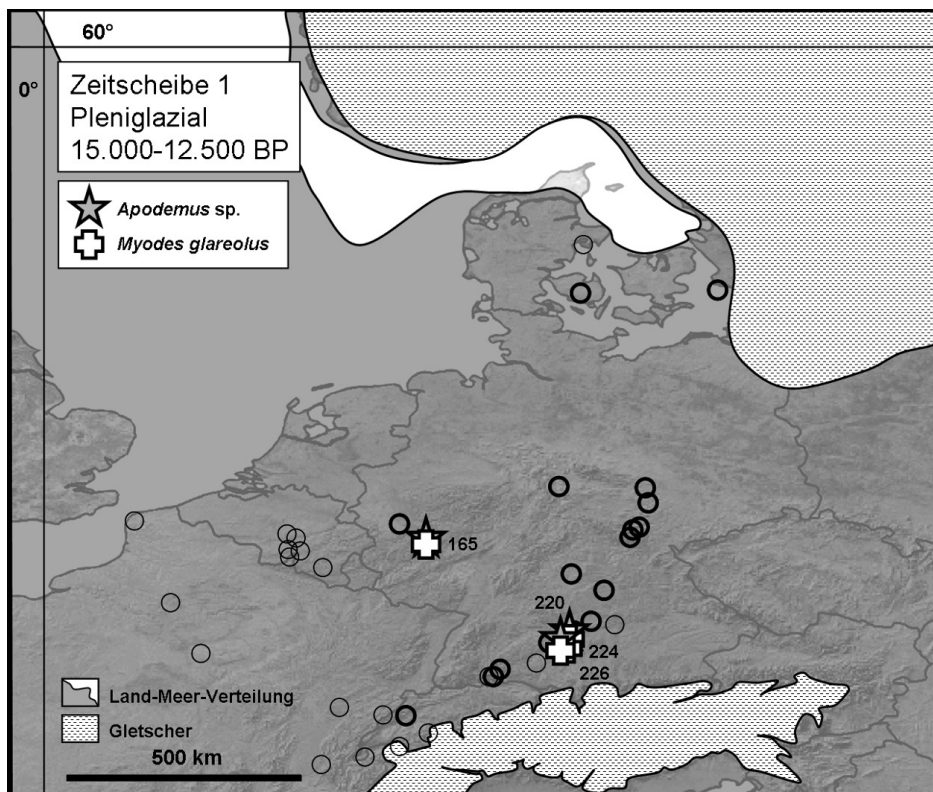 60°
0°
Zeitscheibe 1
Pleniglazial
15.000-12.500 BP
Apodemus sp.
Myodes glareolus
165
220
224
226
Land-Meer-Verteilung
Gletscher
500 km